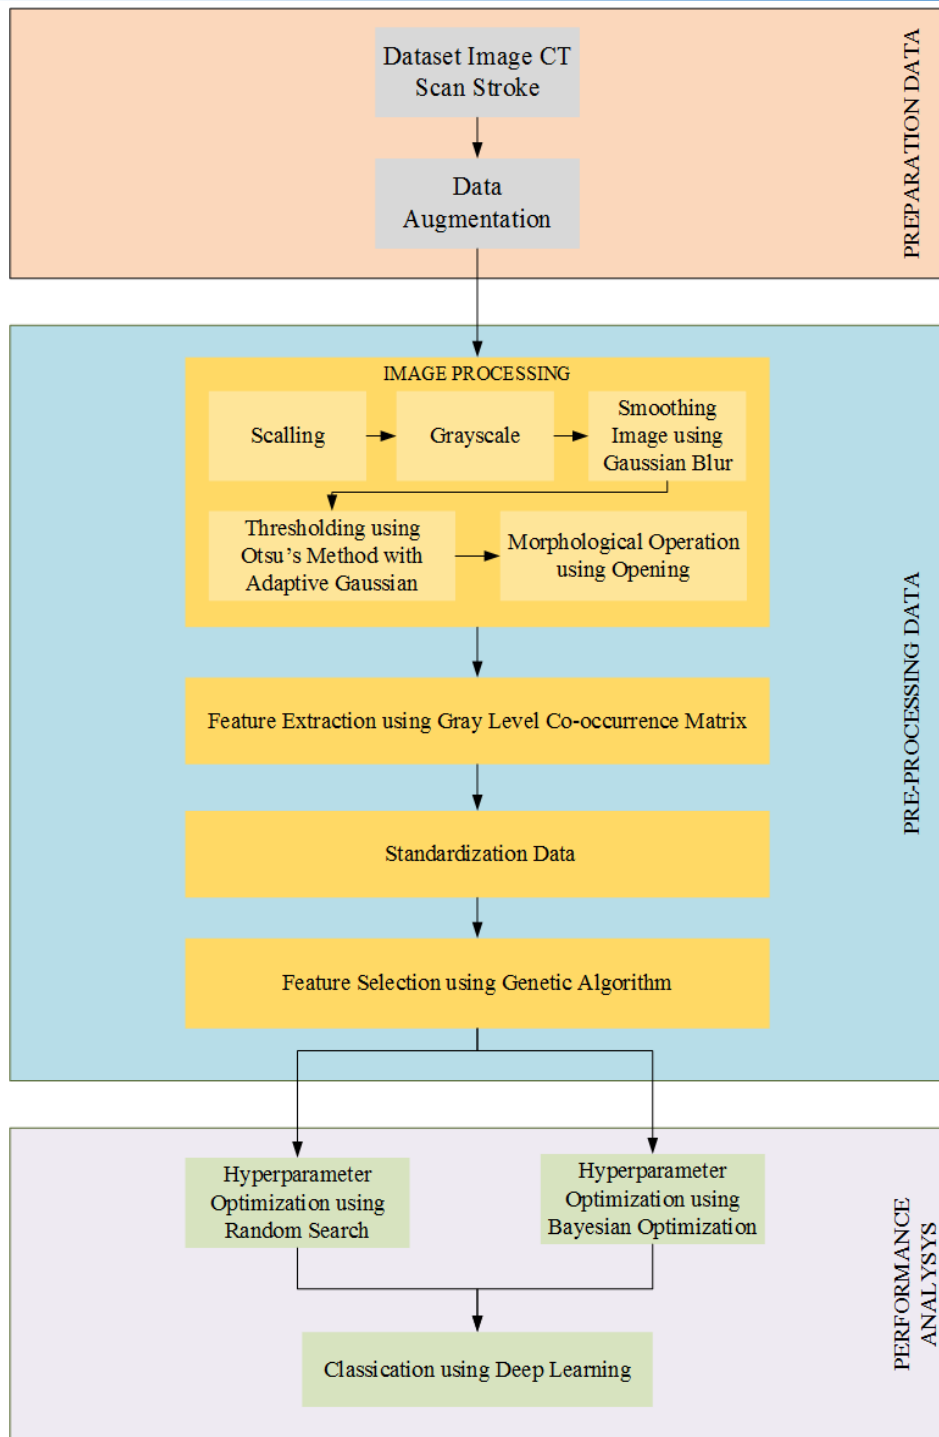 Dataset Image CT
Scan Stroke
Data
Augmentation
PREPARATION DATA
IMAGE PROCESSING
Scalling
Grayscale
Smoothing
Image using
Gaussian Blur
Thresholding using
Otsu's Method with
Adaptive Gaussian
Morphological Operation
using Opening
Feature Extraction using Gray Level Co-occurrence Matrix
Standardization Data
Feature Selection using Genetic Algorithm
PRE-PROCESSING DATA
Hyperparameter
Optimization using
Random Search
Hyperparameter
Optimization using
Bayesian Optimization
Classication using Deep Learning
PERFORMANCE
ANALYSYS